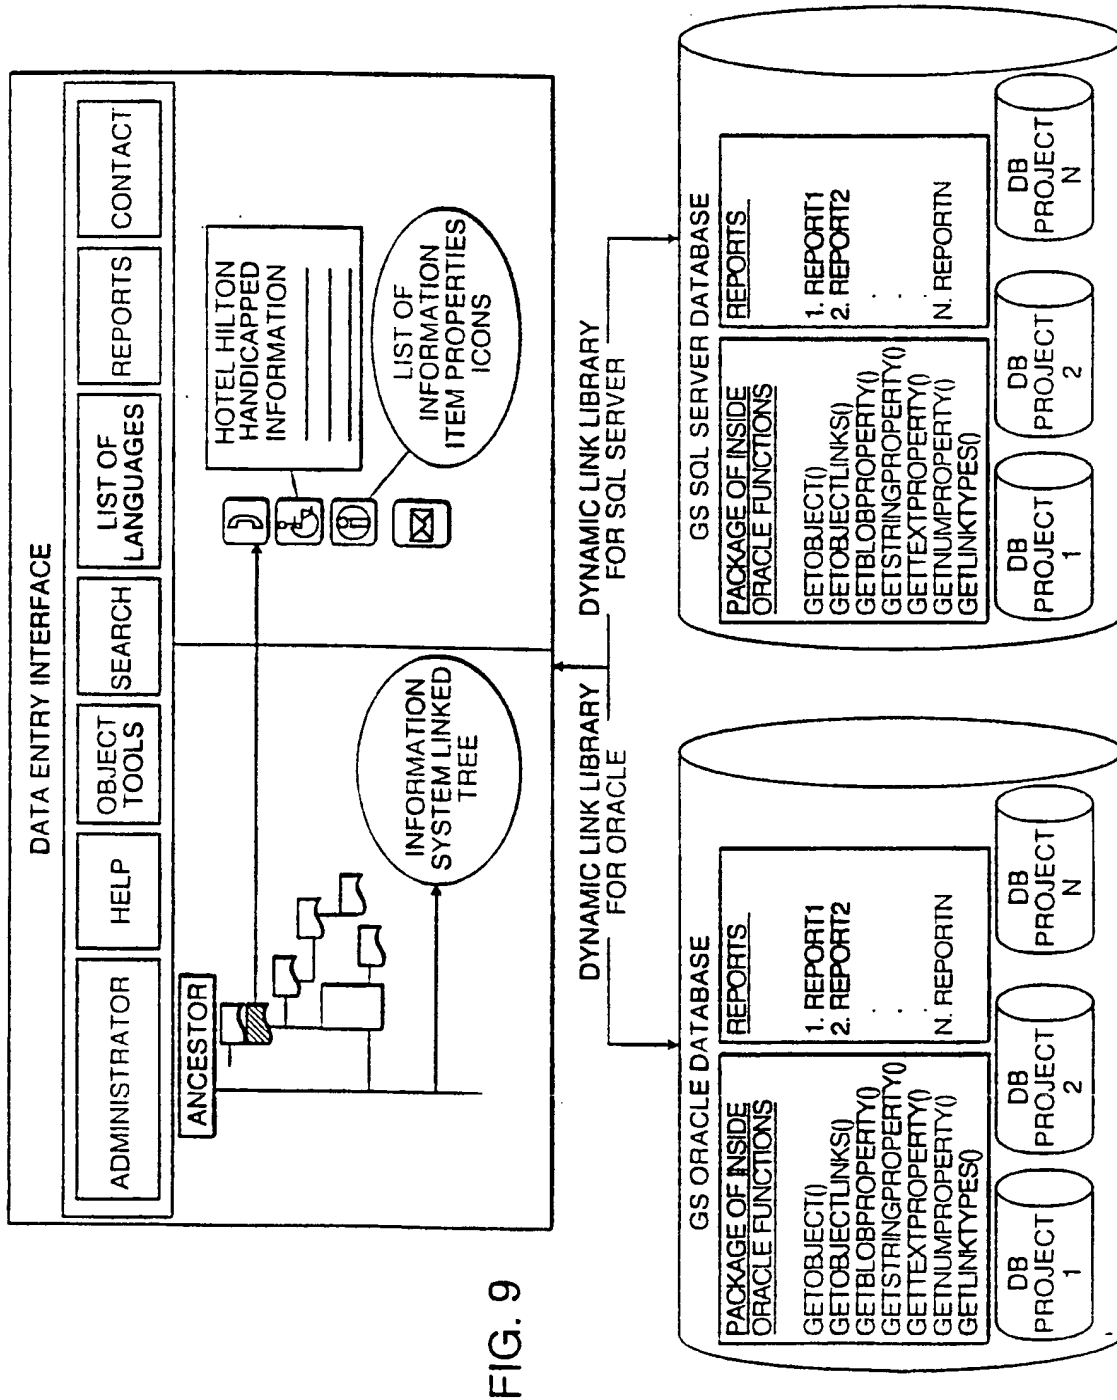 DATA ENTRY INTERFACE
ADMINISTRATOR
HELP
OBJECT
TOOLS
SEARCH
LIST OF
LANGUAGES
REPORTS
CONTACT
ANCESTOR
INFORMATION
SYSTEM LINKED
TREE
HOTEL HILTON
HANDICAPPED
INFORMATION
LIST OF
INFORMATION
ITEM PROPERTIES
ICONS
DYNAMIC LINK LIBRARY
FOR ORACLE
DYNAMIC LINK LIBRARY
FOR SQL SERVER
GS ORACLE DATABASE
PACKAGE OF INSIDE
ORACLE FUNCTIONS
GETOBJECT()
GETOBJECTLINKS()
GETBLOBPROPERTY()
GETSTRINGPROPERTY()
GETTEXTPROPERTY()
GETNUMPROPERTY()
GETLINKTYPES()
REPORTS
1. REPORT1
2. REPORT2
. .
N. REPORTN
DB
PROJECT
1
DB
PROJECT
2
DB
PROJECT
N
GS SQL SERVER DATABASE
PACKAGE OF INSIDE
ORACLE FUNCTIONS
GETOBJECT()
GETOBJECTLINKS()
GETBLOBPROPERTY()
GETSTRINGPROPERTY()
GETTEXTPROPERTY()
GETNUMPROPERTY()
GETLINKTYPES()
REPORTS
1. REPORT1
2. REPORT2
. .
N. REPORTN
DB
PROJECT
1
DB
PROJECT
2
DB
PROJECT
N
FIG. 9